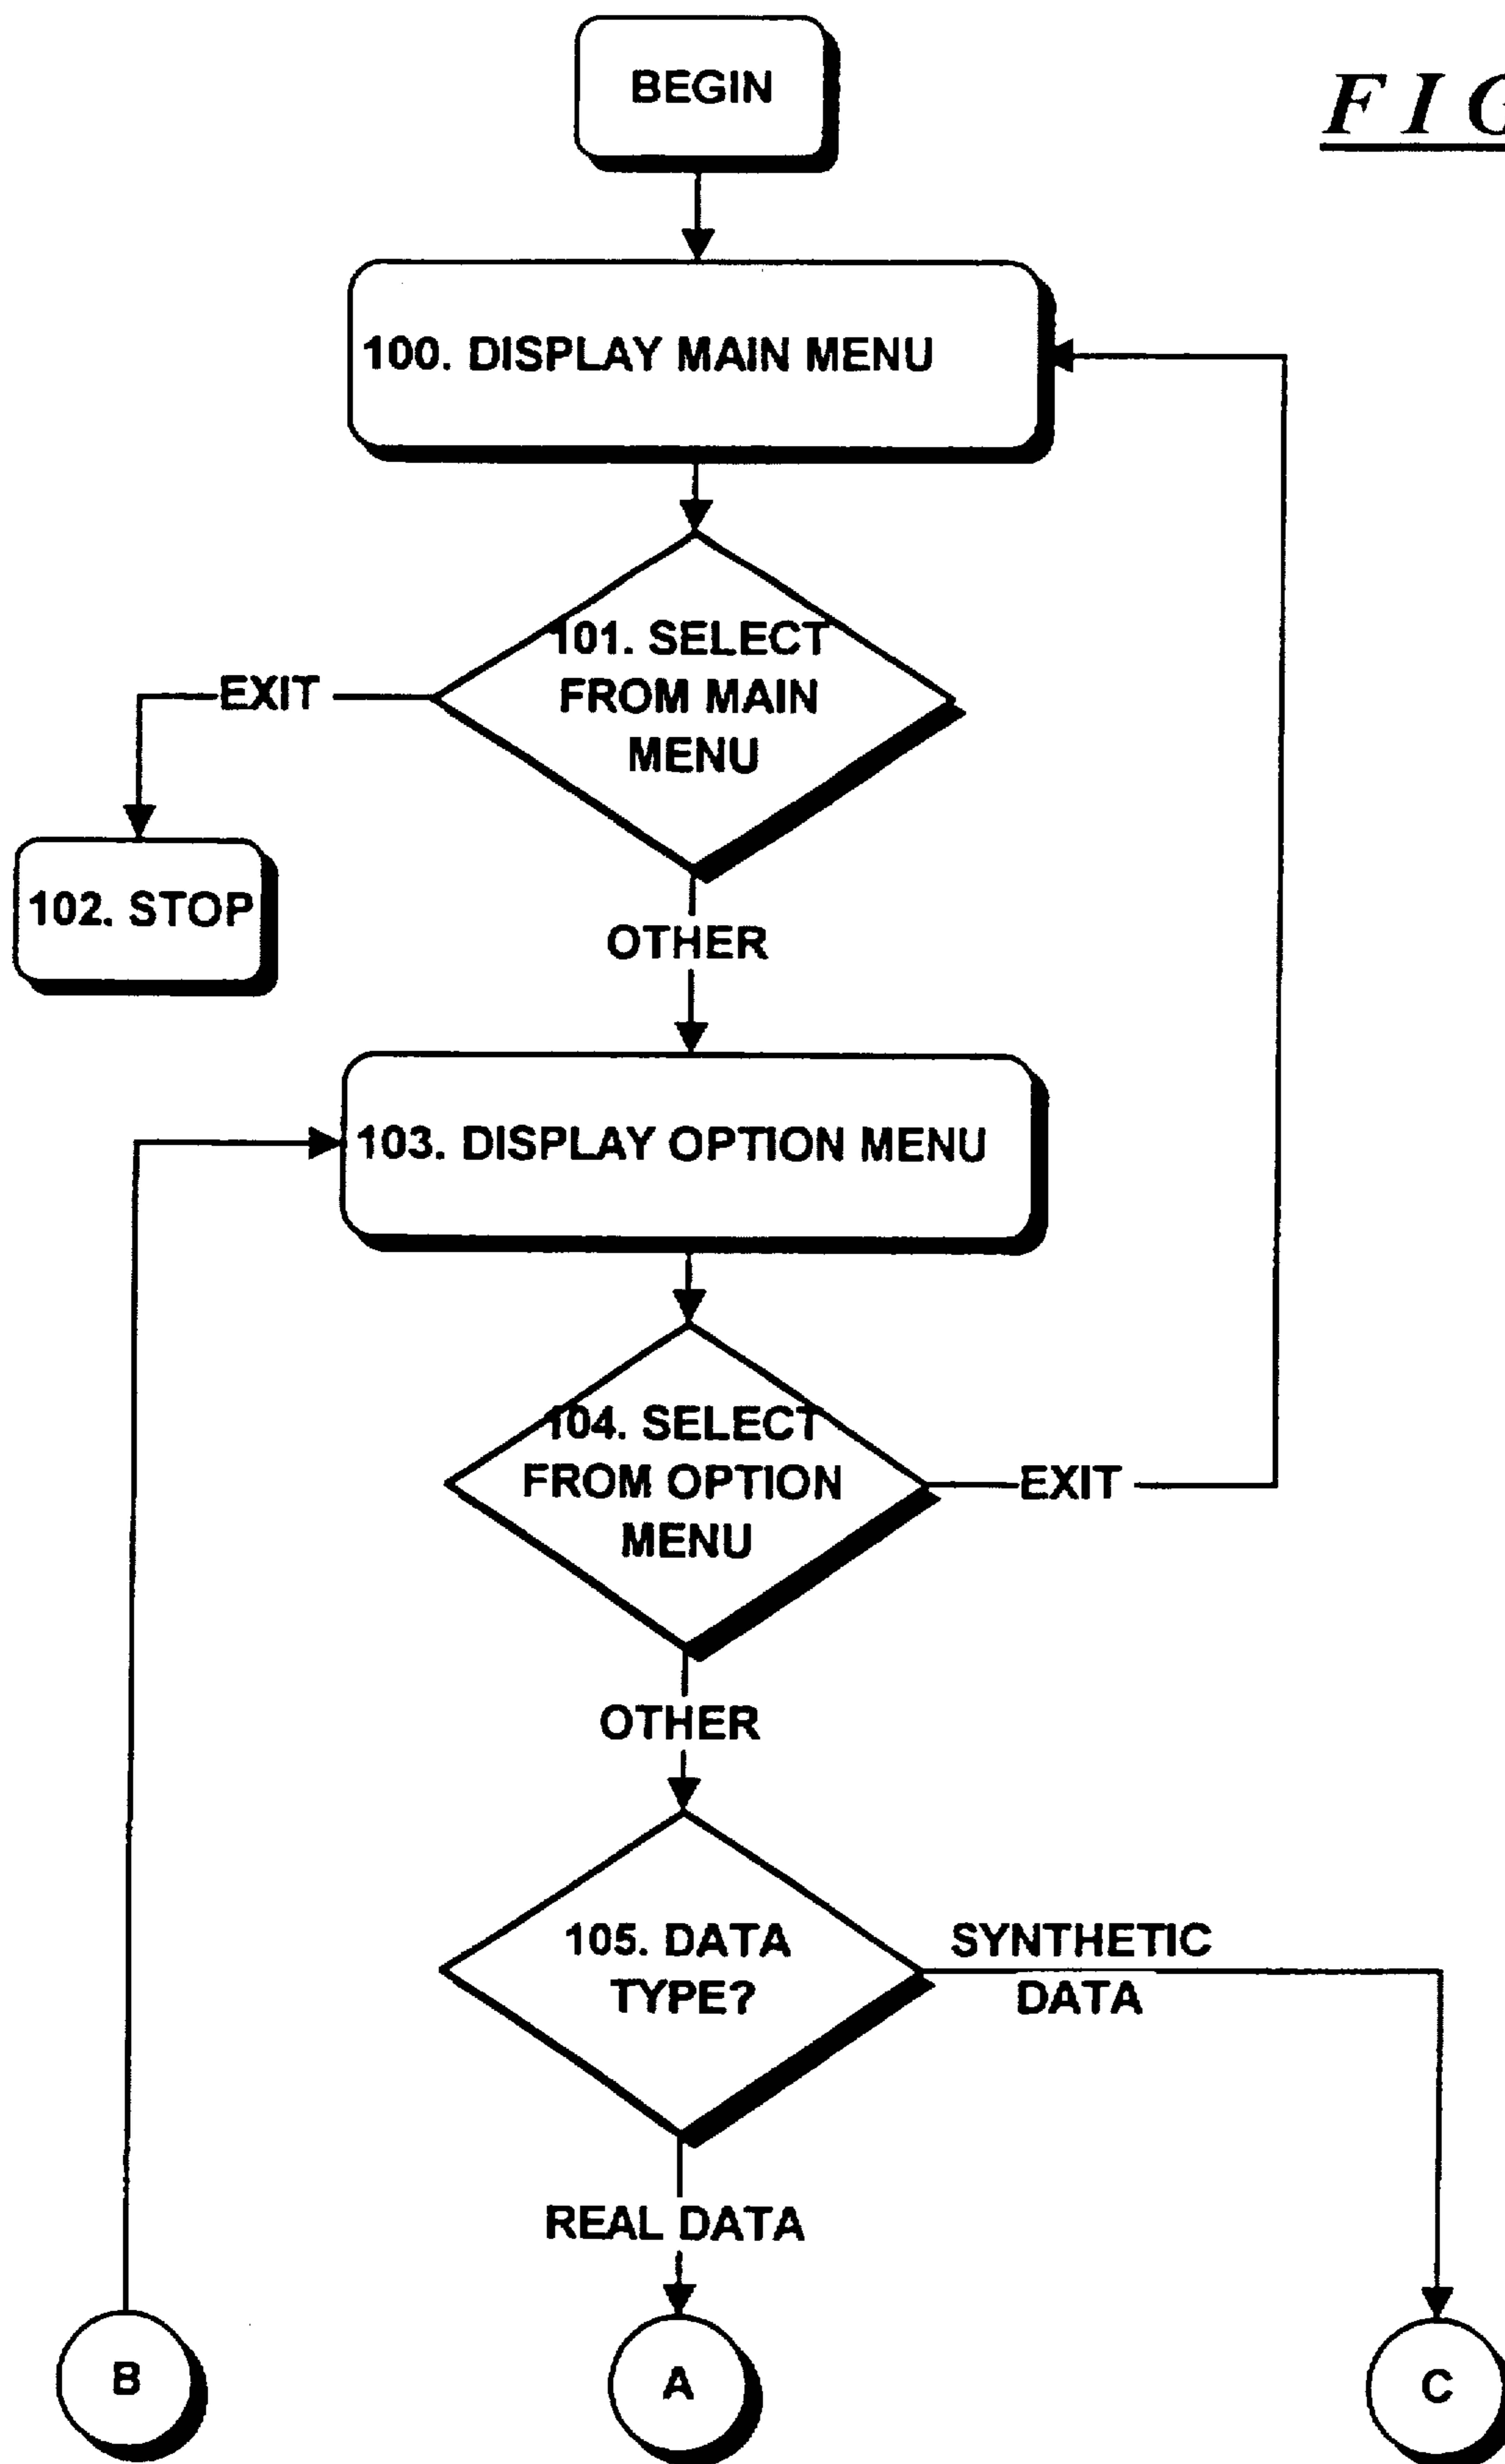 BEGIN
F I G
100. DISPLAY MAIN MENU
101. SELECT
FROM MAIN
MENU
EXIT
102. STOP
OTHER
103. DISPLAY OPTION MENU
104. SELECT
FROM OPTION
MENU
EXIT
OTHER
105. DATA
TYPE?
SYNTHETIC
DATA
REAL DATA
B
A
C